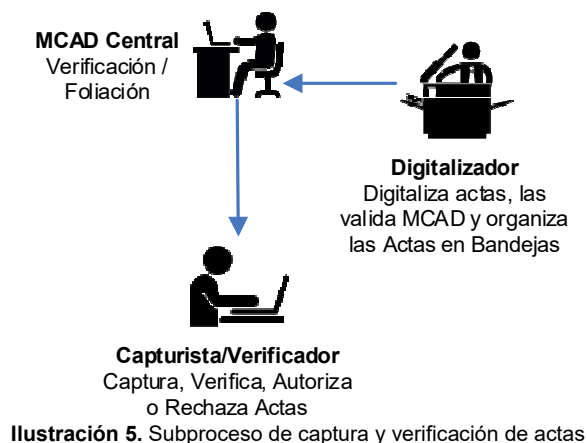 MCAD Central
Verificación /
Foliación
Digitalizador
Digitaliza actas, las
valida MCAD y organiza
las Actas en Bandejas
Capturista/Verificador
Captura, Verifica, Autoriza
o Rechaza Actas
Ilustración 5. Subproceso de captura y verificación de actas